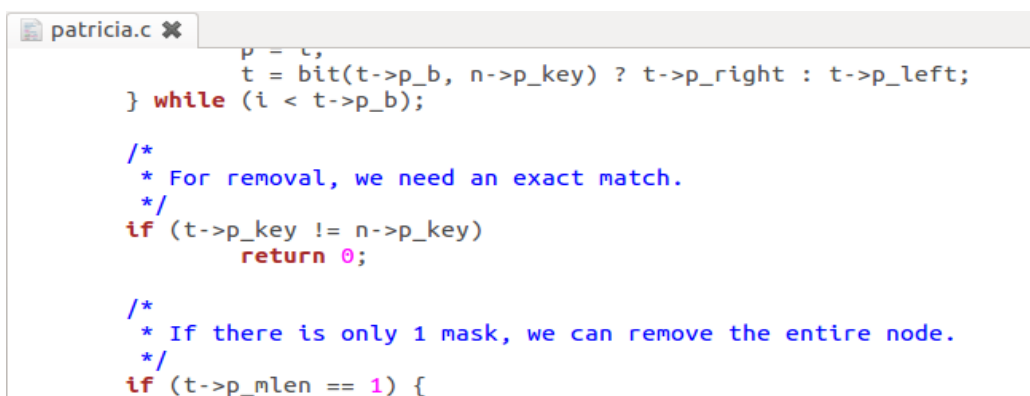 patricia.c
p = t;
t = bit(t->p_b, n->p_key) ? t->p_right : t->p_left;
} while (i < t->p_b);
/*
* For removal, we need an exact match.
*/
if (t->p_key != n->p_key)
return 0;
/*
* If there is only 1 mask, we can remove the entire node.
*/
if (t->p_mlen == 1) {